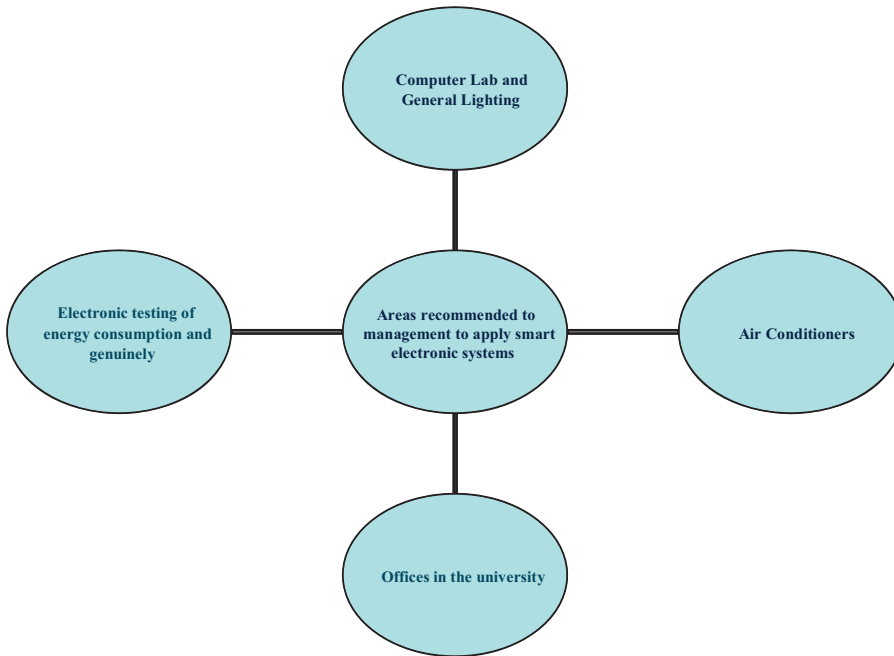 Computer Lab and
General Lighting
Electronic testing of
energy consumption and
genuinely
Areas recommended to
management to apply smart
electronic systems
Air Conditioners
Offices in the university